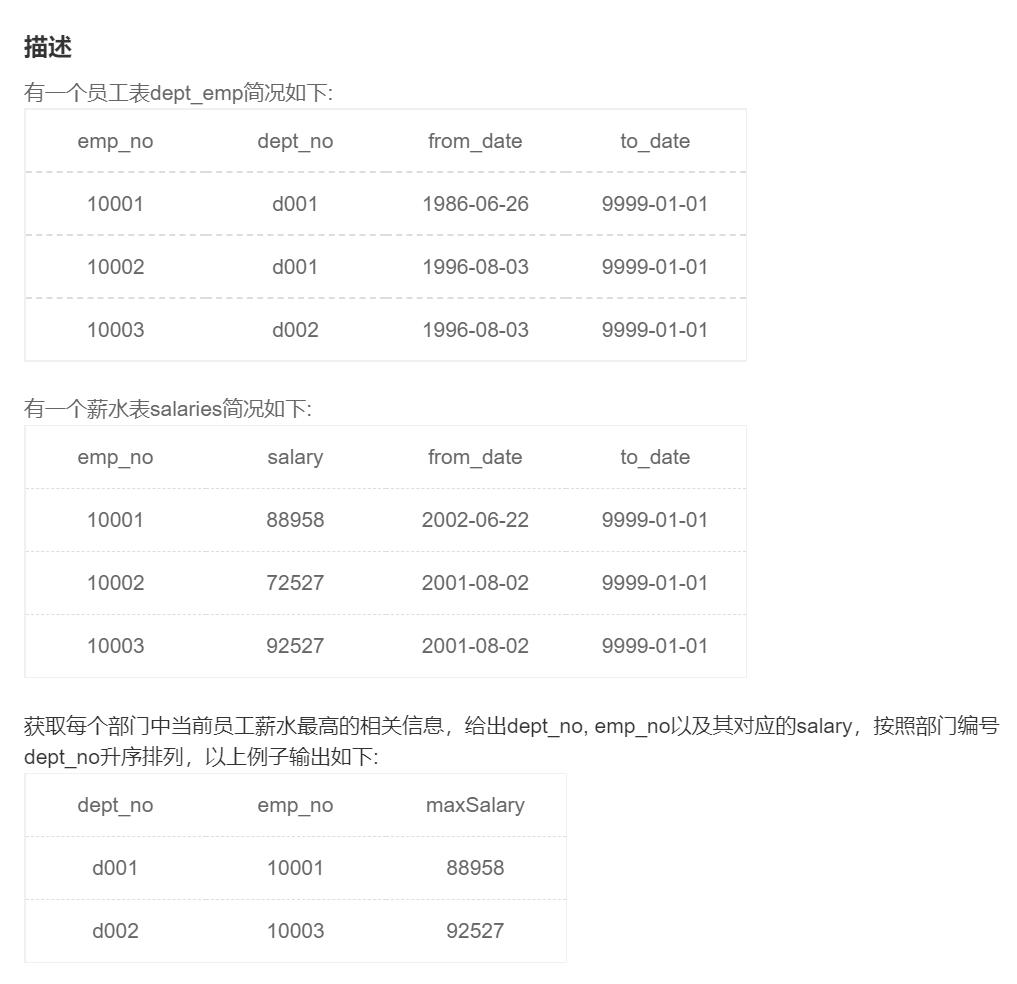 描述
有一个员工表dept_emp简况如下:
emp_no dept_no from_date to_date
10001 d001 1986-06-26 9999-01-01
10002 d001 1996-08-03 9999-01-01
10003 d002 1996-08-03 9999-01-01
有一个薪水表salaries简况如下:
emp_no salary from_date to_date
10001 88958 2002-06-22 9999-01-01
10002 72527 2001-08-02 9999-01-01
10003 92527 2001-08-02 9999-01-01
获取每个部门中当前员工薪水最高的相关信息，给出dept_no, emp_no以及其对应的salary，按照部门编号
dept_no升序排列，以上例子输出如下:
dept_no emp_no maxSalary
d001 10001 88958
d002 10003 92527